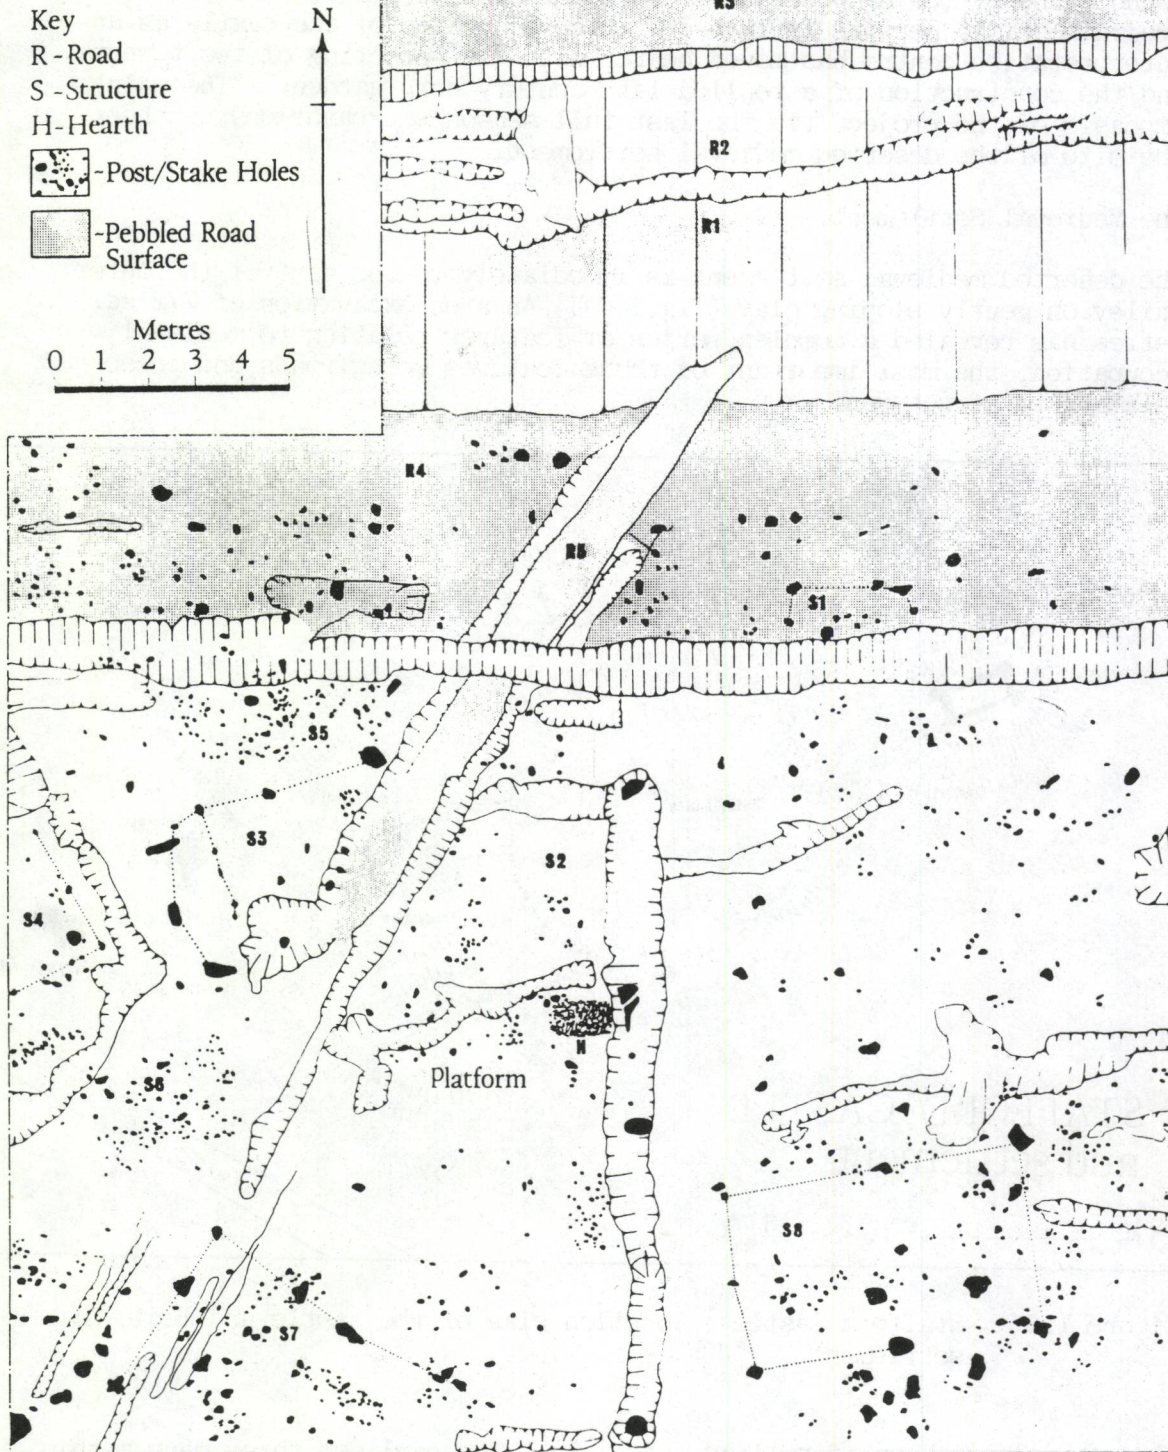 Key
R-Road
S-Structure
H-Hearth
-Post/Stake Holes
-Pebbled Road
Surface
N
Metres
0 1 2 3 4 5
R3
R2
R1
R4
R5
S1
S5
S3
S2
S4
H
S6
Platform
S8
S7